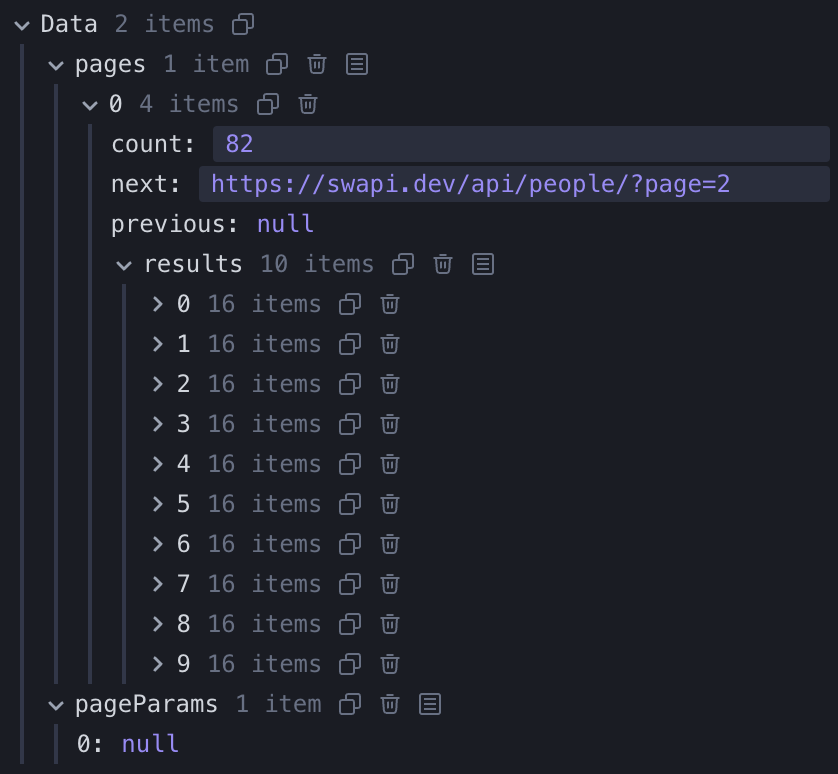 Data 2 items
pages 1 item
0 4 items
count: 82
next: https://swapi.dev/api/people/?page=2
previous: null
results 10 items
0 16 items
1 16 items
2 16 items
3 16 items
4 16 items
5 16 items
6 16 items
7 16 items
8 16 items
9 16 items
pageParams 1 item
0: null